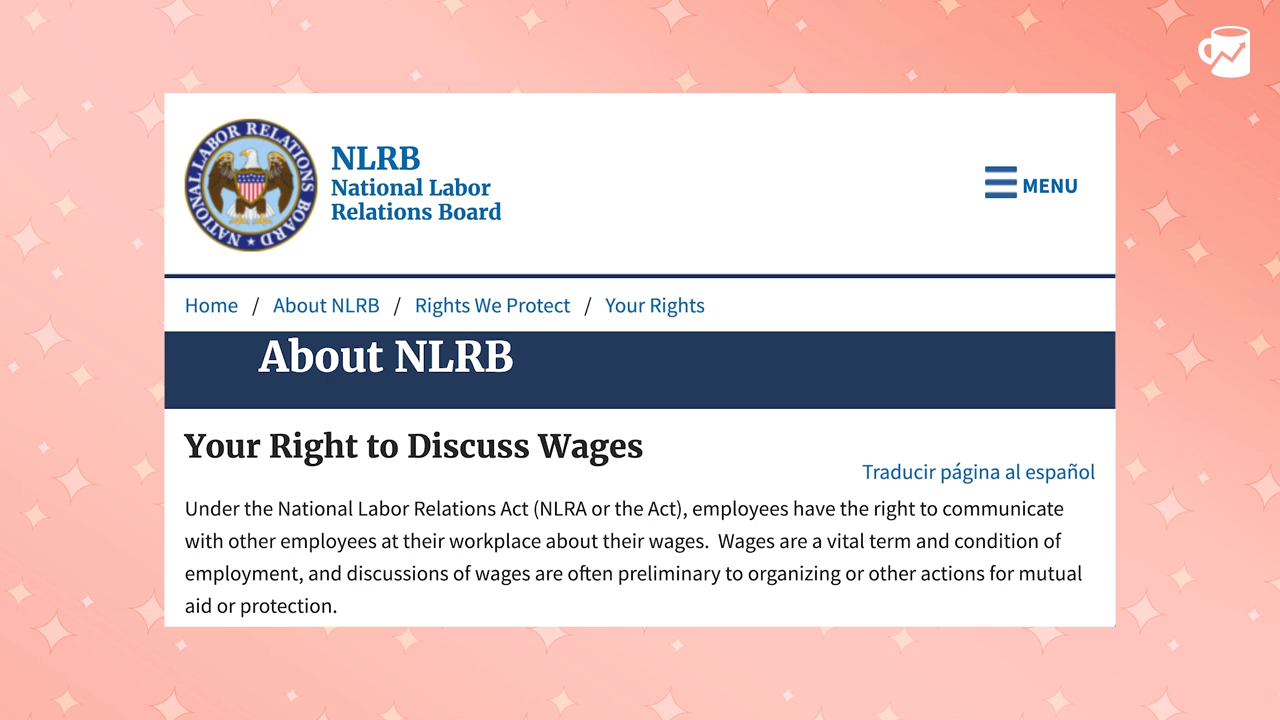 NATIONAL LABOR RELATIONS BOARD
NLRB
National Labor
Relations Board
MENU
Home / About NLRB / Rights We Protect / Your Rights
About NLRB
Your Right to Discuss Wages
Traducir página al español
Under the National Labor Relations Act (NLRA or the Act), employees have the right to communicate
with other employees at their workplace about their wages.  Wages are a vital term and condition of
employment, and discussions of wages are often preliminary to organizing or other actions for mutual
aid or protection.